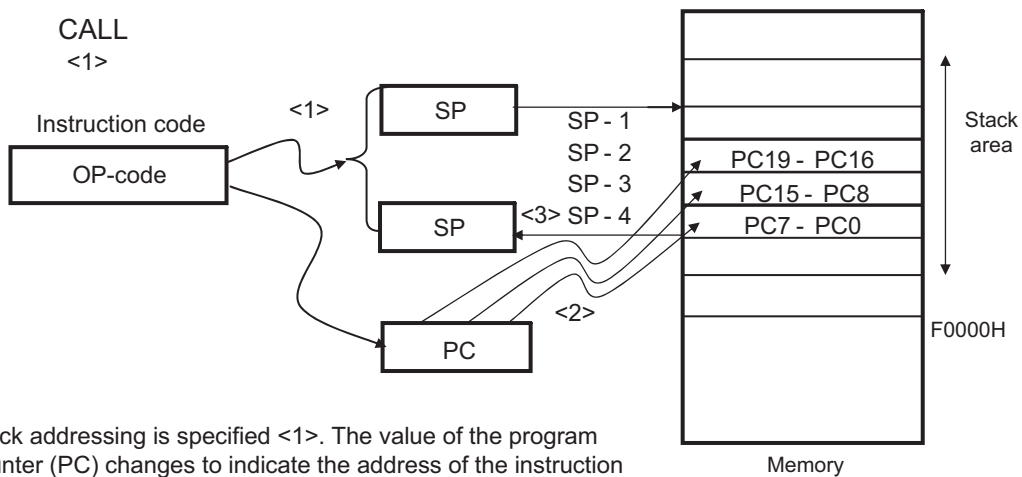 CALL
<1>
Instruction code
OP-code
<1>
SP
SP
PC
SP - 1
SP - 2
SP - 3
<3> SP - 4
<2>
PC19 - PC16
PC15 - PC8
PC7 - PC0
Stack
area
F0000H
Memory
ck addressing is specified <1>. The value of the program
unter (PC) changes to indicate the address of the instruction